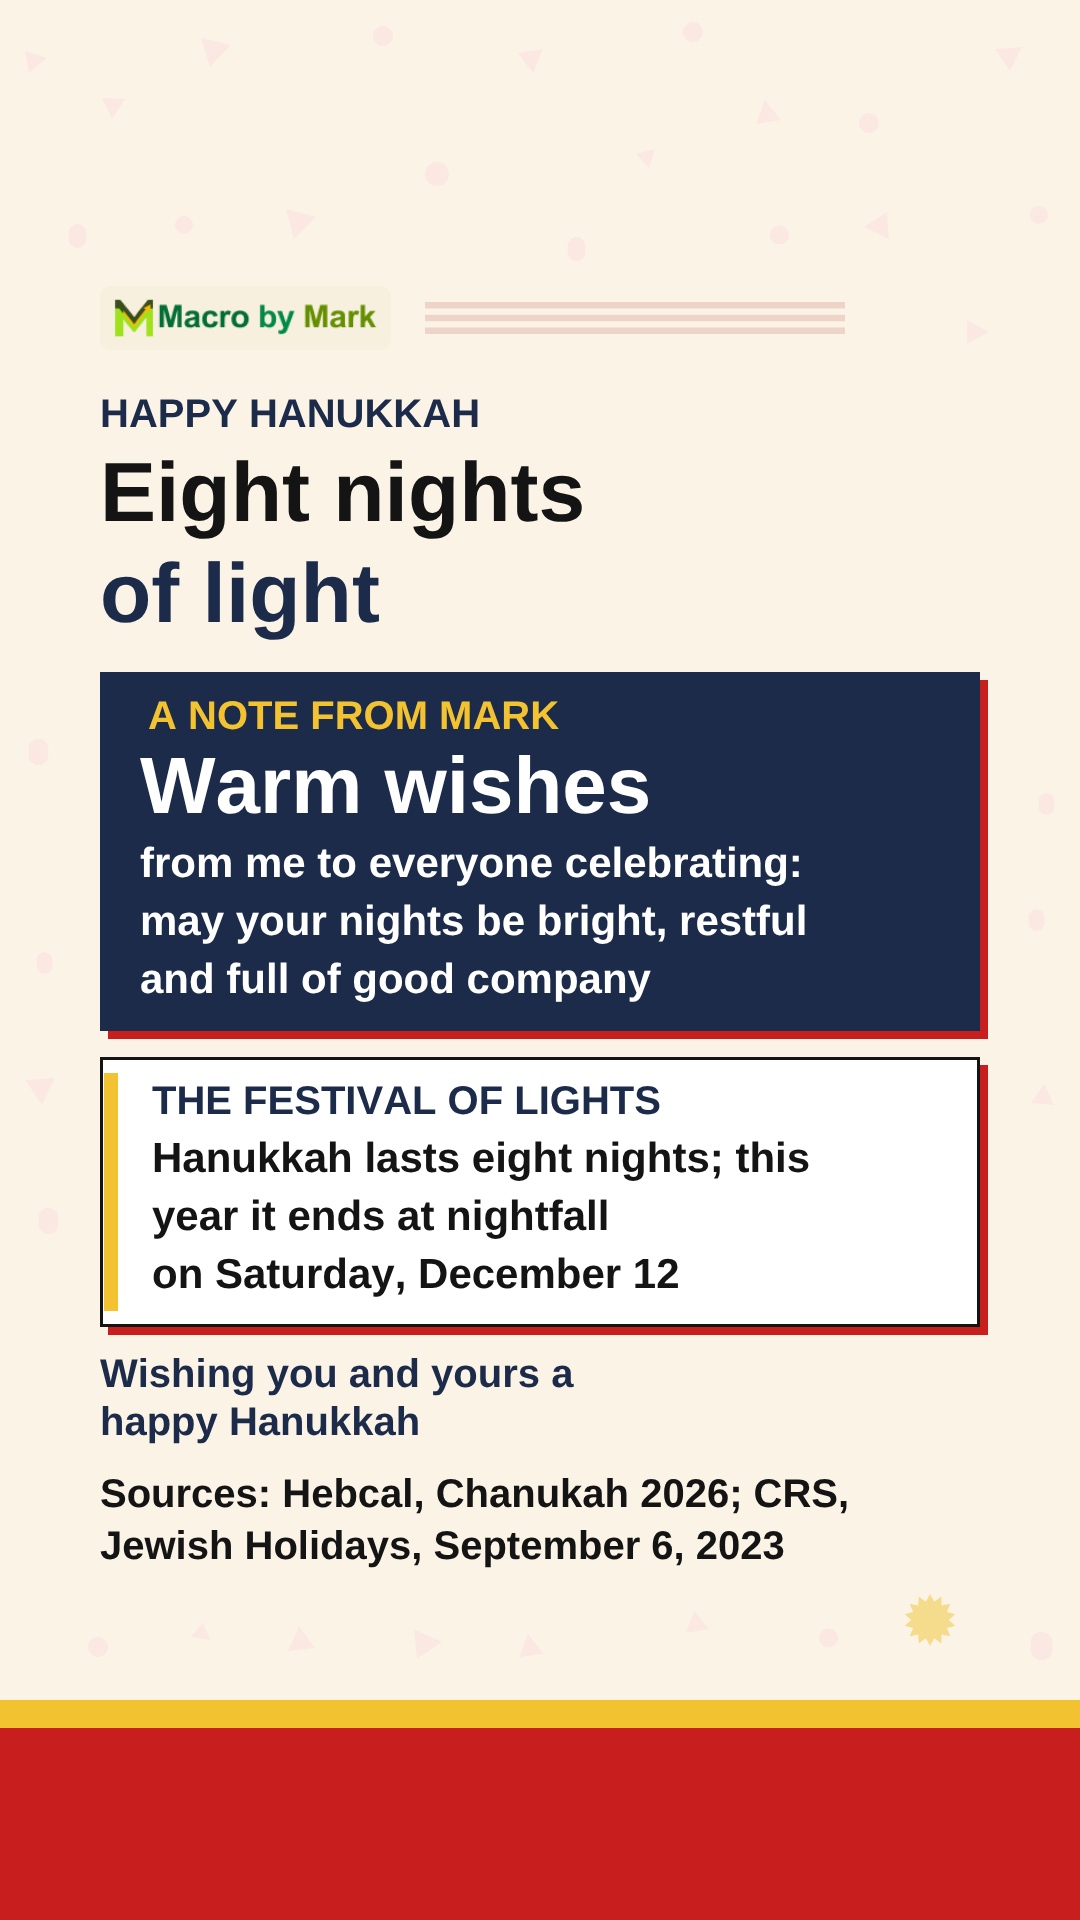 Macro by Mark
HAPPY HANUKKAH
Eight nights
of light
A NOTE FROM MARK
Warm wishes
from me to everyone celebrating:
may your nights be bright, restful
and full of good company
THE FESTIVAL OF LIGHTS
Hanukkah lasts eight nights; this
year it ends at nightfall
on Saturday, December 12
Wishing you and yours a
happy Hanukkah
Sources: Hebcal, Chanukah 2026; CRS,
Jewish Holidays, September 6, 2023